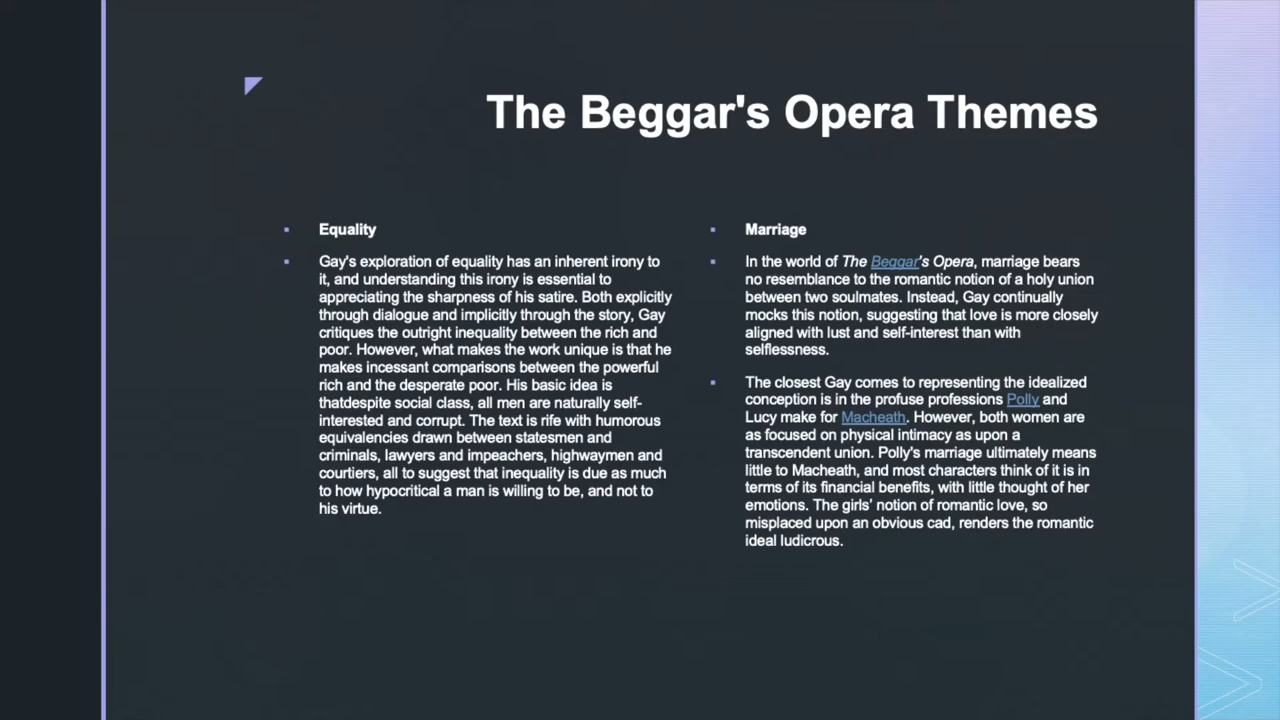 The Beggar's Opera Themes
Equality
Gay's exploration of equality has an inherent irony to
it, and understanding this irony is essential to
appreciating the sharpness of his satire. Both explicitly
through dialogue and implicitly through the story, Gay
critiques the outright inequality between the rich and
poor. However, what makes the work unique is that he
makes incessant comparisons between the powerful
rich and the desperate poor. His basic idea is
thatdespite social class, all men are naturally self-
interested and corrupt. The text is rife with humorous
equivalencies drawn between statesmen and
criminals, lawyers and impeachers, highwaymen and
courtiers, all to suggest that inequality is due as much
to how hypocritical a man is willing to be, and not to
his virtue.
Marriage
In the world of The Beggar's Opera, marriage bears
no resemblance to the romantic notion of a holy union
between two soulmates. Instead, Gay continually
mocks this notion, suggesting that love is more closely
aligned with lust and self-interest than with
selflessness.
The closest Gay comes to representing the idealized
conception is in the profuse professions Polly and
Lucy make for Macheath. However, both women are
as focused on physical intimacy as upon a
transcendent union. Polly's marriage ultimately means
little to Macheath, and most characters think of it is in
terms of its financial benefits, with little thought of her
emotions. The girls' notion of romantic love, so
misplaced upon an obvious cad, renders the romantic
ideal ludicrous.